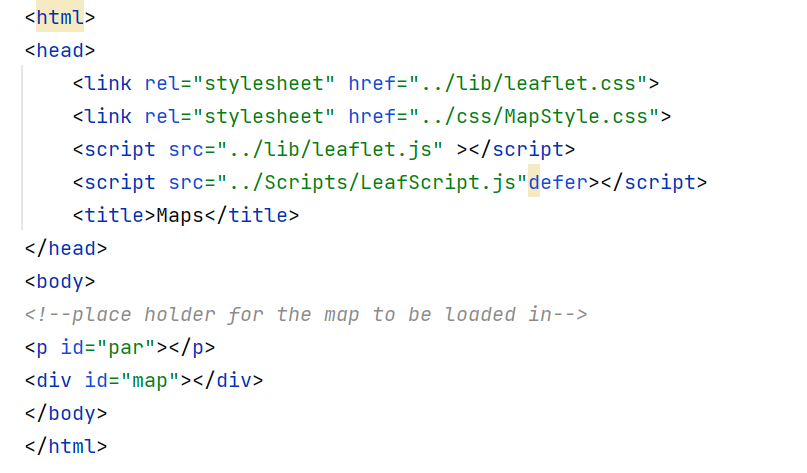 <html>
<head>
<link rel="stylesheet" href="../lib/leaflet.css">
<link rel="stylesheet" href="../css/MapStyle.css">
<script src="../lib/leaflet.js" ></script>
<script src="../Scripts/LeafScript.js"defer></script>
<title>Maps</title>
</head>
<body>
<!--place holder for the map to be loaded in-->
<p id="par"></p>
<div id="map"></div>
</body>
</html>